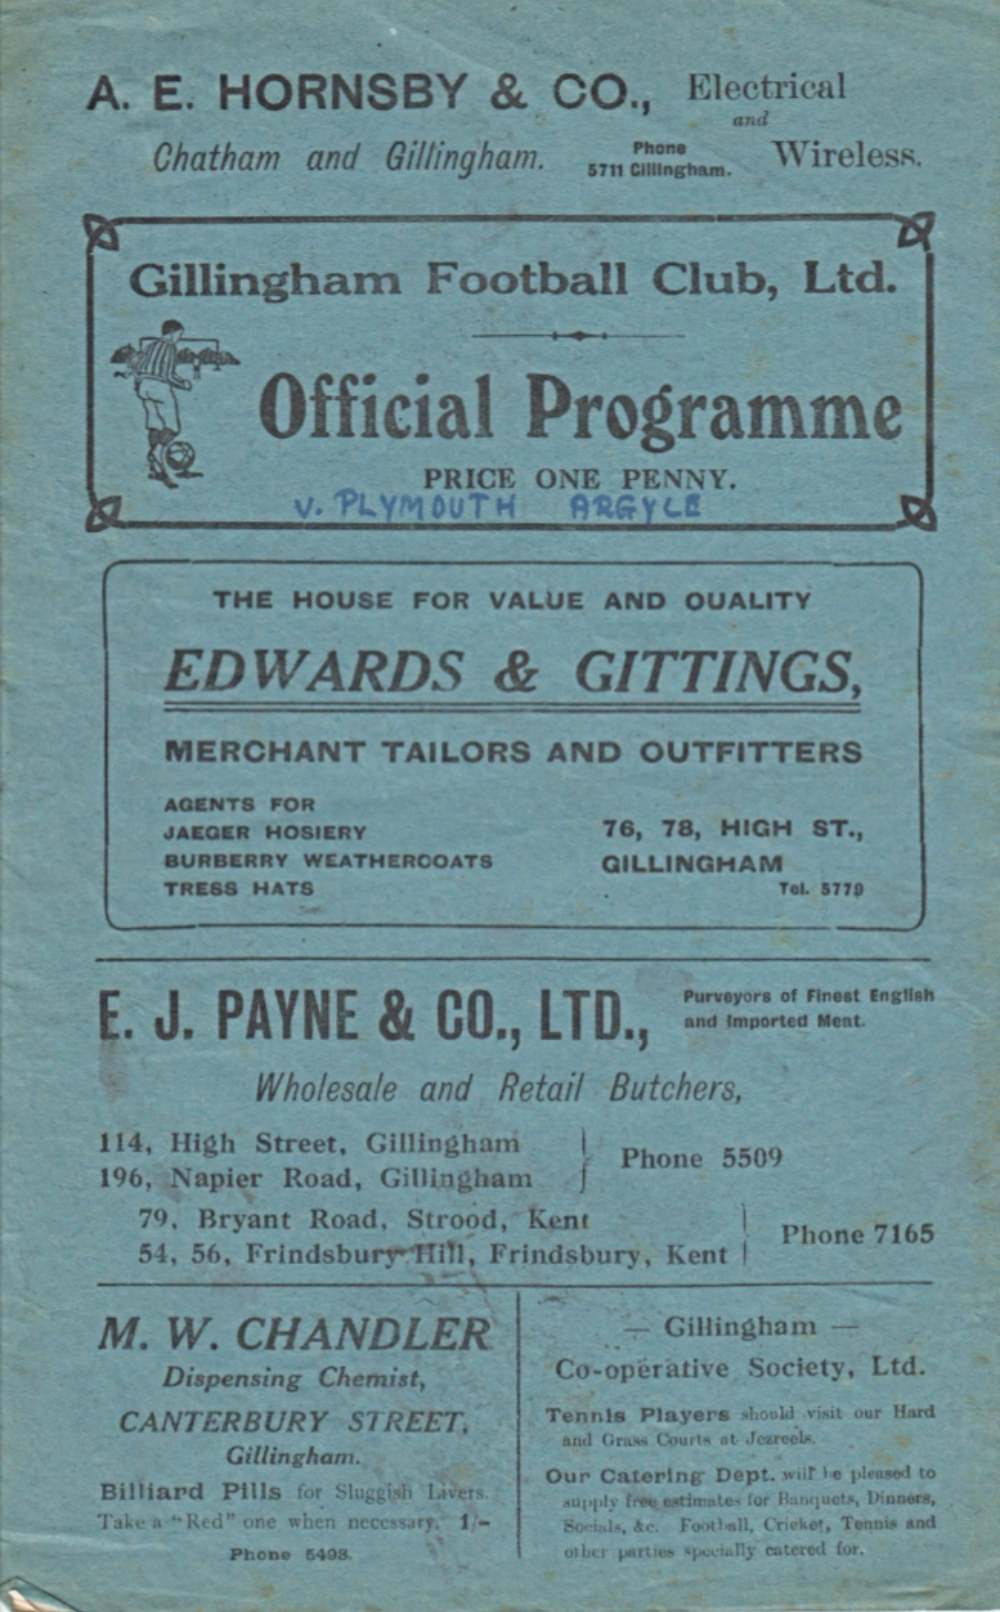 A. E. HORNSBY & CO., Electrical
and
Chatham and Gillingham. Phone 5711 Gillingham. Wireless.
Gillingham Football Club, Ltd.
Official Programme
PRICE ONE PENNY.
v. PLYMOUTH ARGYLE
THE HOUSE FOR VALUE AND QUALITY
EDWARDS & GITTINGS,
MERCHANT TAILORS AND OUTFITTERS
AGENTS FOR
JAEGER HOSIERY
BURBERRY WEATHERCOATS
TRESS HATS
76, 78, HIGH ST.,
GILLINGHAM
Tel. 5779
E. J. PAYNE & CO., LTD.,
Purveyors of Finest English
and Imported Meat.
Wholesale and Retail Butchers,
114, High Street, Gillingham
196, Napier Road, Gillingham
Phone 5509
79, Bryant Road, Strood, Kent
54, 56, Frindsbury Hill, Frindsbury, Kent
Phone 7165
M. W. CHANDLER
Dispensing Chemist,
CANTERBURY STREET,
Gillingham.
Billiard Pills for Sluggish Livers.
Take a "Red" one when necessary. 1/-
Phone 5493.
— Gillingham —
Co-operative Society, Ltd.
Tennis Players should visit our Hard
and Grass Courts at Jezreels.
Our Catering Dept. will be pleased to
supply free estimates for Banquets, Dinners,
Socials, &c. Football, Cricket, Tennis and
other parties specially catered for.